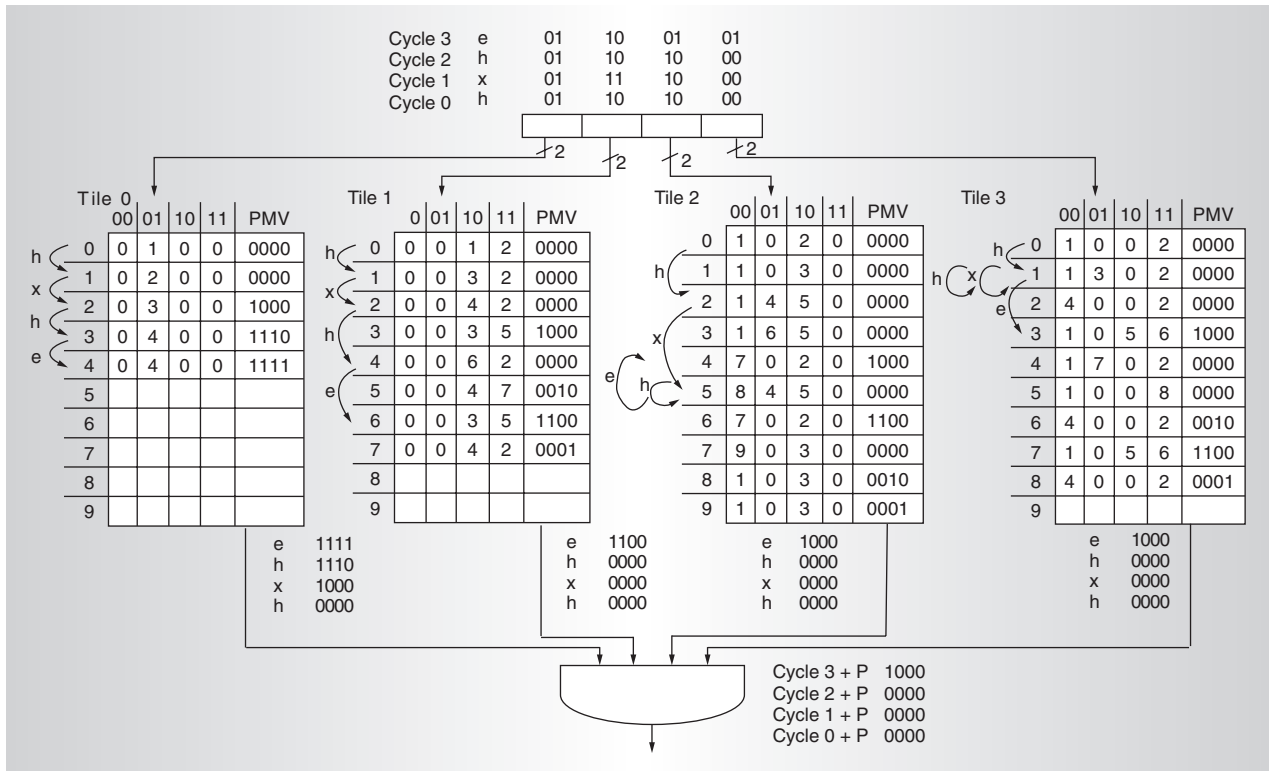 Cycle 3 e 01 10 01 01
Cycle 2 h 01 10 10 00
Cycle 1 x 01 11 10 00
Cycle 0 h 01 10 10 00
2 2 2 2
Tile 0
00 01 10 11 PMV
0 0 1 0 0 0000
1 0 2 0 0 0000
2 0 3 0 0 1000
3 0 4 0 0 1110
4 0 4 0 0 1111
5
6
7
8
9
h
x
h
e
Tile 1
0 01 10 11 PMV
0 0 0 1 2 0000
1 0 0 3 2 0000
2 0 0 4 2 0000
3 0 0 3 5 1000
4 0 0 6 2 0000
5 0 0 4 7 0010
6 0 0 3 5 1100
7 0 0 4 2 0001
8
9
h
x
h
e
Tile 2
00 01 10 11 PMV
0 1 0 2 0 0000
1 1 0 3 0 0000
2 1 4 5 0 0000
3 1 6 5 0 0000
4 7 0 2 0 1000
5 8 4 5 0 0000
6 7 0 2 0 1100
7 9 0 3 0 0000
8 1 0 3 0 0010
9 1 0 3 0 0001
h
x
e h
Tile 3
00 01 10 11 PMV
0 1 0 0 2 0000
1 1 3 0 2 0000
2 4 0 0 2 0000
3 1 0 5 6 1000
4 1 7 0 2 0000
5 1 0 0 8 0000
6 4 0 0 2 0010
7 1 0 5 6 1100
8 4 0 0 2 0001
9
h
h x
e
e 1111
h 1110
x 1000
h 0000
e 1100
h 0000
x 0000
h 0000
e 1000
h 0000
x 0000
h 0000
e 1000
h 0000
x 0000
h 0000
Cycle 3 + P 1000
Cycle 2 + P 0000
Cycle 1 + P 0000
Cycle 0 + P 0000